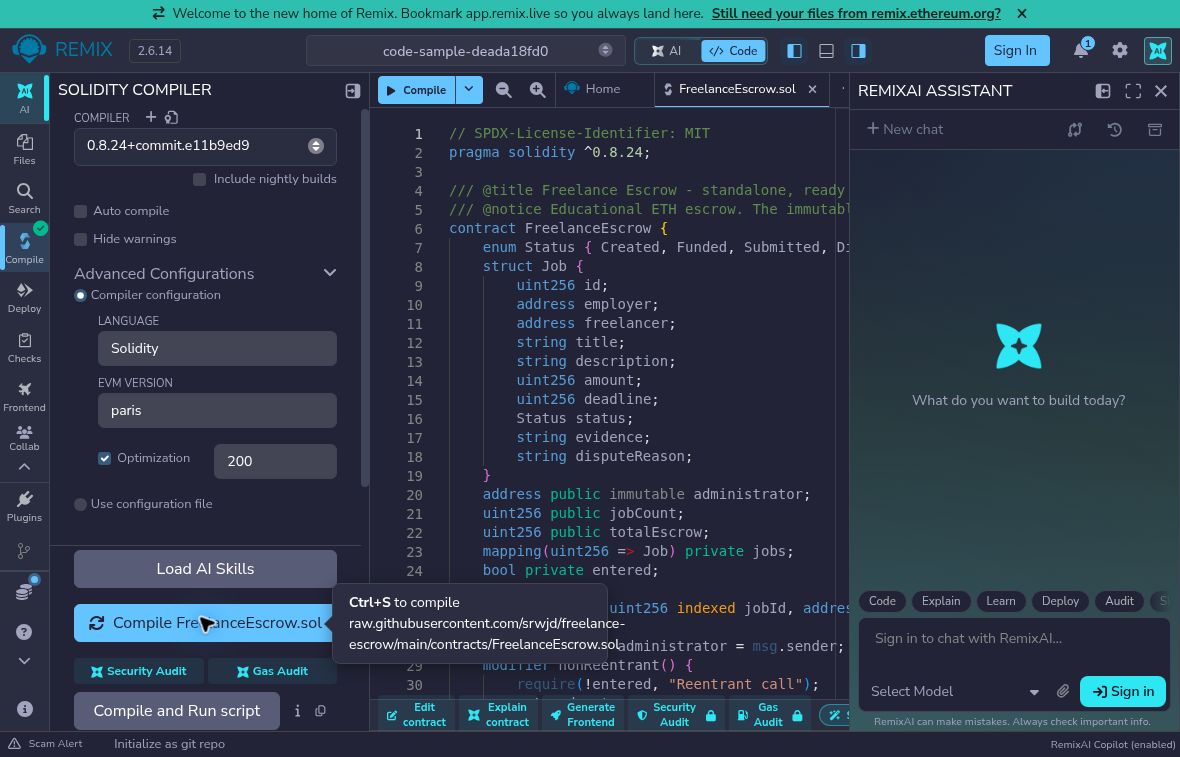 Welcome to the new home of Remix. Bookmark app.remix.live so you always land here. Still need your files from remix.ethereum.org?
REMIX
2.6.14
code-sample-deada18fd0
AI
Code
Sign In
1
AI
Files
Search
Compile
Deploy
Checks
Frontend
Collab
Plugins
SOLIDITY COMPILER
COMPILER
0.8.24+commit.e11b9ed9
Include nightly builds
Auto compile
Hide warnings
Advanced Configurations
Compiler configuration
LANGUAGE
Solidity
EVM VERSION
paris
Optimization
200
Use configuration file
Load AI Skills
Compile FreelanceEscrow.sol
Security Audit
Gas Audit
Compile and Run script
Ctrl+S to compile
raw.githubusercontent.com/srwjd/freelance-
escrow/main/contracts/FreelanceEscrow.sol
Compile
Home
FreelanceEscrow.sol
1 // SPDX-License-Identifier: MIT
2 pragma solidity ^0.8.24;
3
4 /// @title Freelance Escrow - standalone, ready
5 /// @notice Educational ETH escrow. The immutabl
6 contract FreelanceEscrow {
7 enum Status { Created, Funded, Submitted, Di
8 struct Job {
9 uint256 id;
10 address employer;
11 address freelancer;
12 string title;
13 string description;
14 uint256 amount;
15 uint256 deadline;
16 Status status;
17 string evidence;
18 string disputeReason;
19 }
20 address public immutable administrator;
21 uint256 public jobCount;
22 uint256 public totalEscrow;
23 mapping(uint256 => Job) private jobs;
24 bool private entered;
uint256 indexed jobId, addres
administrator = msg.sender;
29 modifier nonReentrant() {
30 require(!entered, "Reentrant call");
Edit contract
Explain contract
Generate Frontend
Security Audit
Gas Audit
REMIXAI ASSISTANT
New chat
What do you want to build today?
Code
Explain
Learn
Deploy
Audit
Sign in to chat with RemixAI...
Select Model
Sign in
RemixAI can make mistakes. Always check important info.
Scam Alert
Initialize as git repo
RemixAI Copilot (enabled)